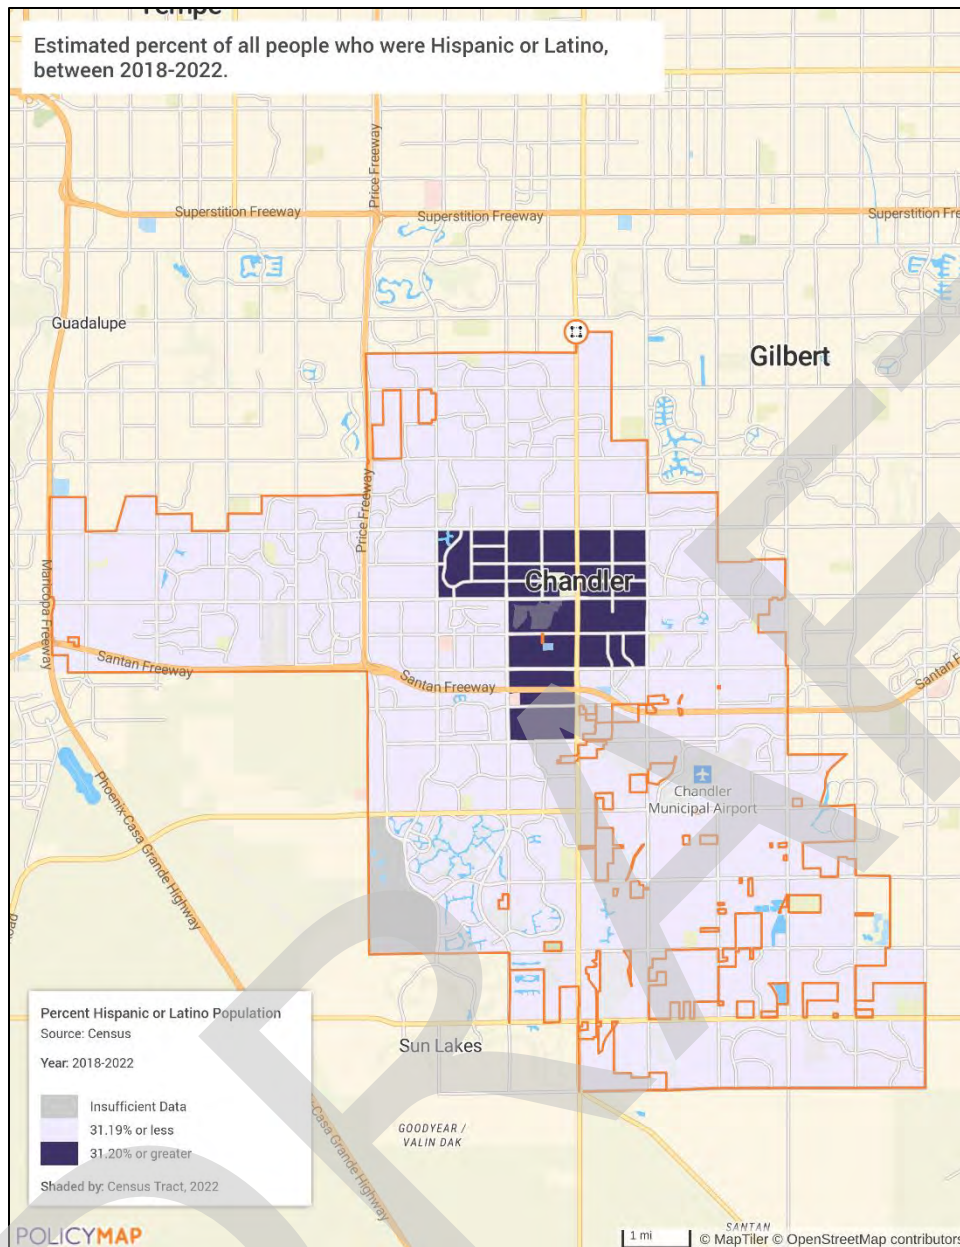 Tempe
Estimated percent of all people who were Hispanic or Latino,
between 2018-2022.
Price Freeway
Superstition Freeway
Superstition Freeway
Superstition Fre
Guadalupe
Gilbert
Price Freeway
Maricopa Freeway
Chandler
Santan Freeway
Santan Freeway
Santan F
Chandler
Municipal Airport
Phoenix-Casa Grande Highway
Percent Hispanic or Latino Population
Source: Census
Year: 2018-2022
Insufficient Data
31.19% or less
31.20% or greater
Shaded by: Census Tract, 2022
Sun Lakes
GOODYEAR /
VALIN DAK
x-Casa Grande Highway
SANTAN
POLICYMAP
1 mi
© MapTiler © OpenStreetMap contributors
DRAFT